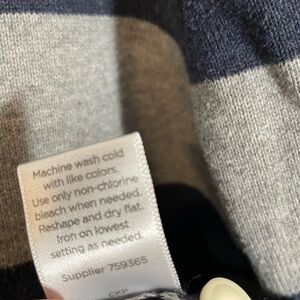 Machine wash cold
with like colors.
Use only non-chlorine
bleach when needed.
Reshape and dry flat.
Iron on lowest
setting as needed.
Supplier 759365